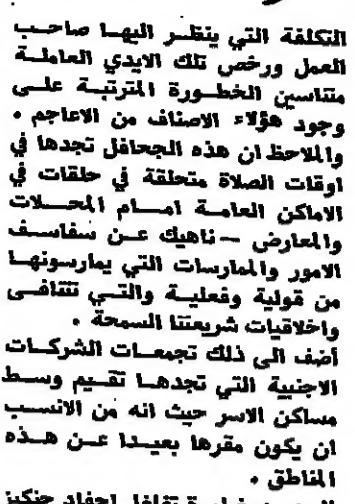 التكلفة التي ينظر اليها صاحب
العمل ورخص تلك الايدي العاملة
متناسين الخطورة المترتبة على
وجود هؤلاء الاصناف من الاعاجم .
والملاحظ ان هذه الجحافل تجدها في
اوقات الصلاة متحلقة في حلقات في
الاماكن العامة امام المحلات
والمعارض – ناهيك عن سفاسف
الامور والممارسات التي يمارسونها
من قولية وفعلية والتي تتنافى
واخلاقيات شريعتنا السمحة .
أضف الى ذلك تجمعات الشركات
الاجنبية التي تجدها تقيم وسط
مساكن الاسر حيث انه من الانسب
ان يكون مقرها بعيدا عن هذه
المناطق .
احفاد جنكيز